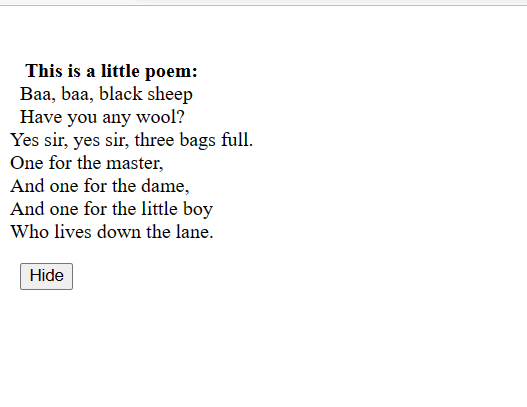 This is a little poem:
Baa, baa, black sheep
Have you any wool?
Yes sir, yes sir, three bags full.
One for the master,
And one for the dame,
And one for the little boy
Who lives down the lane.
Hide